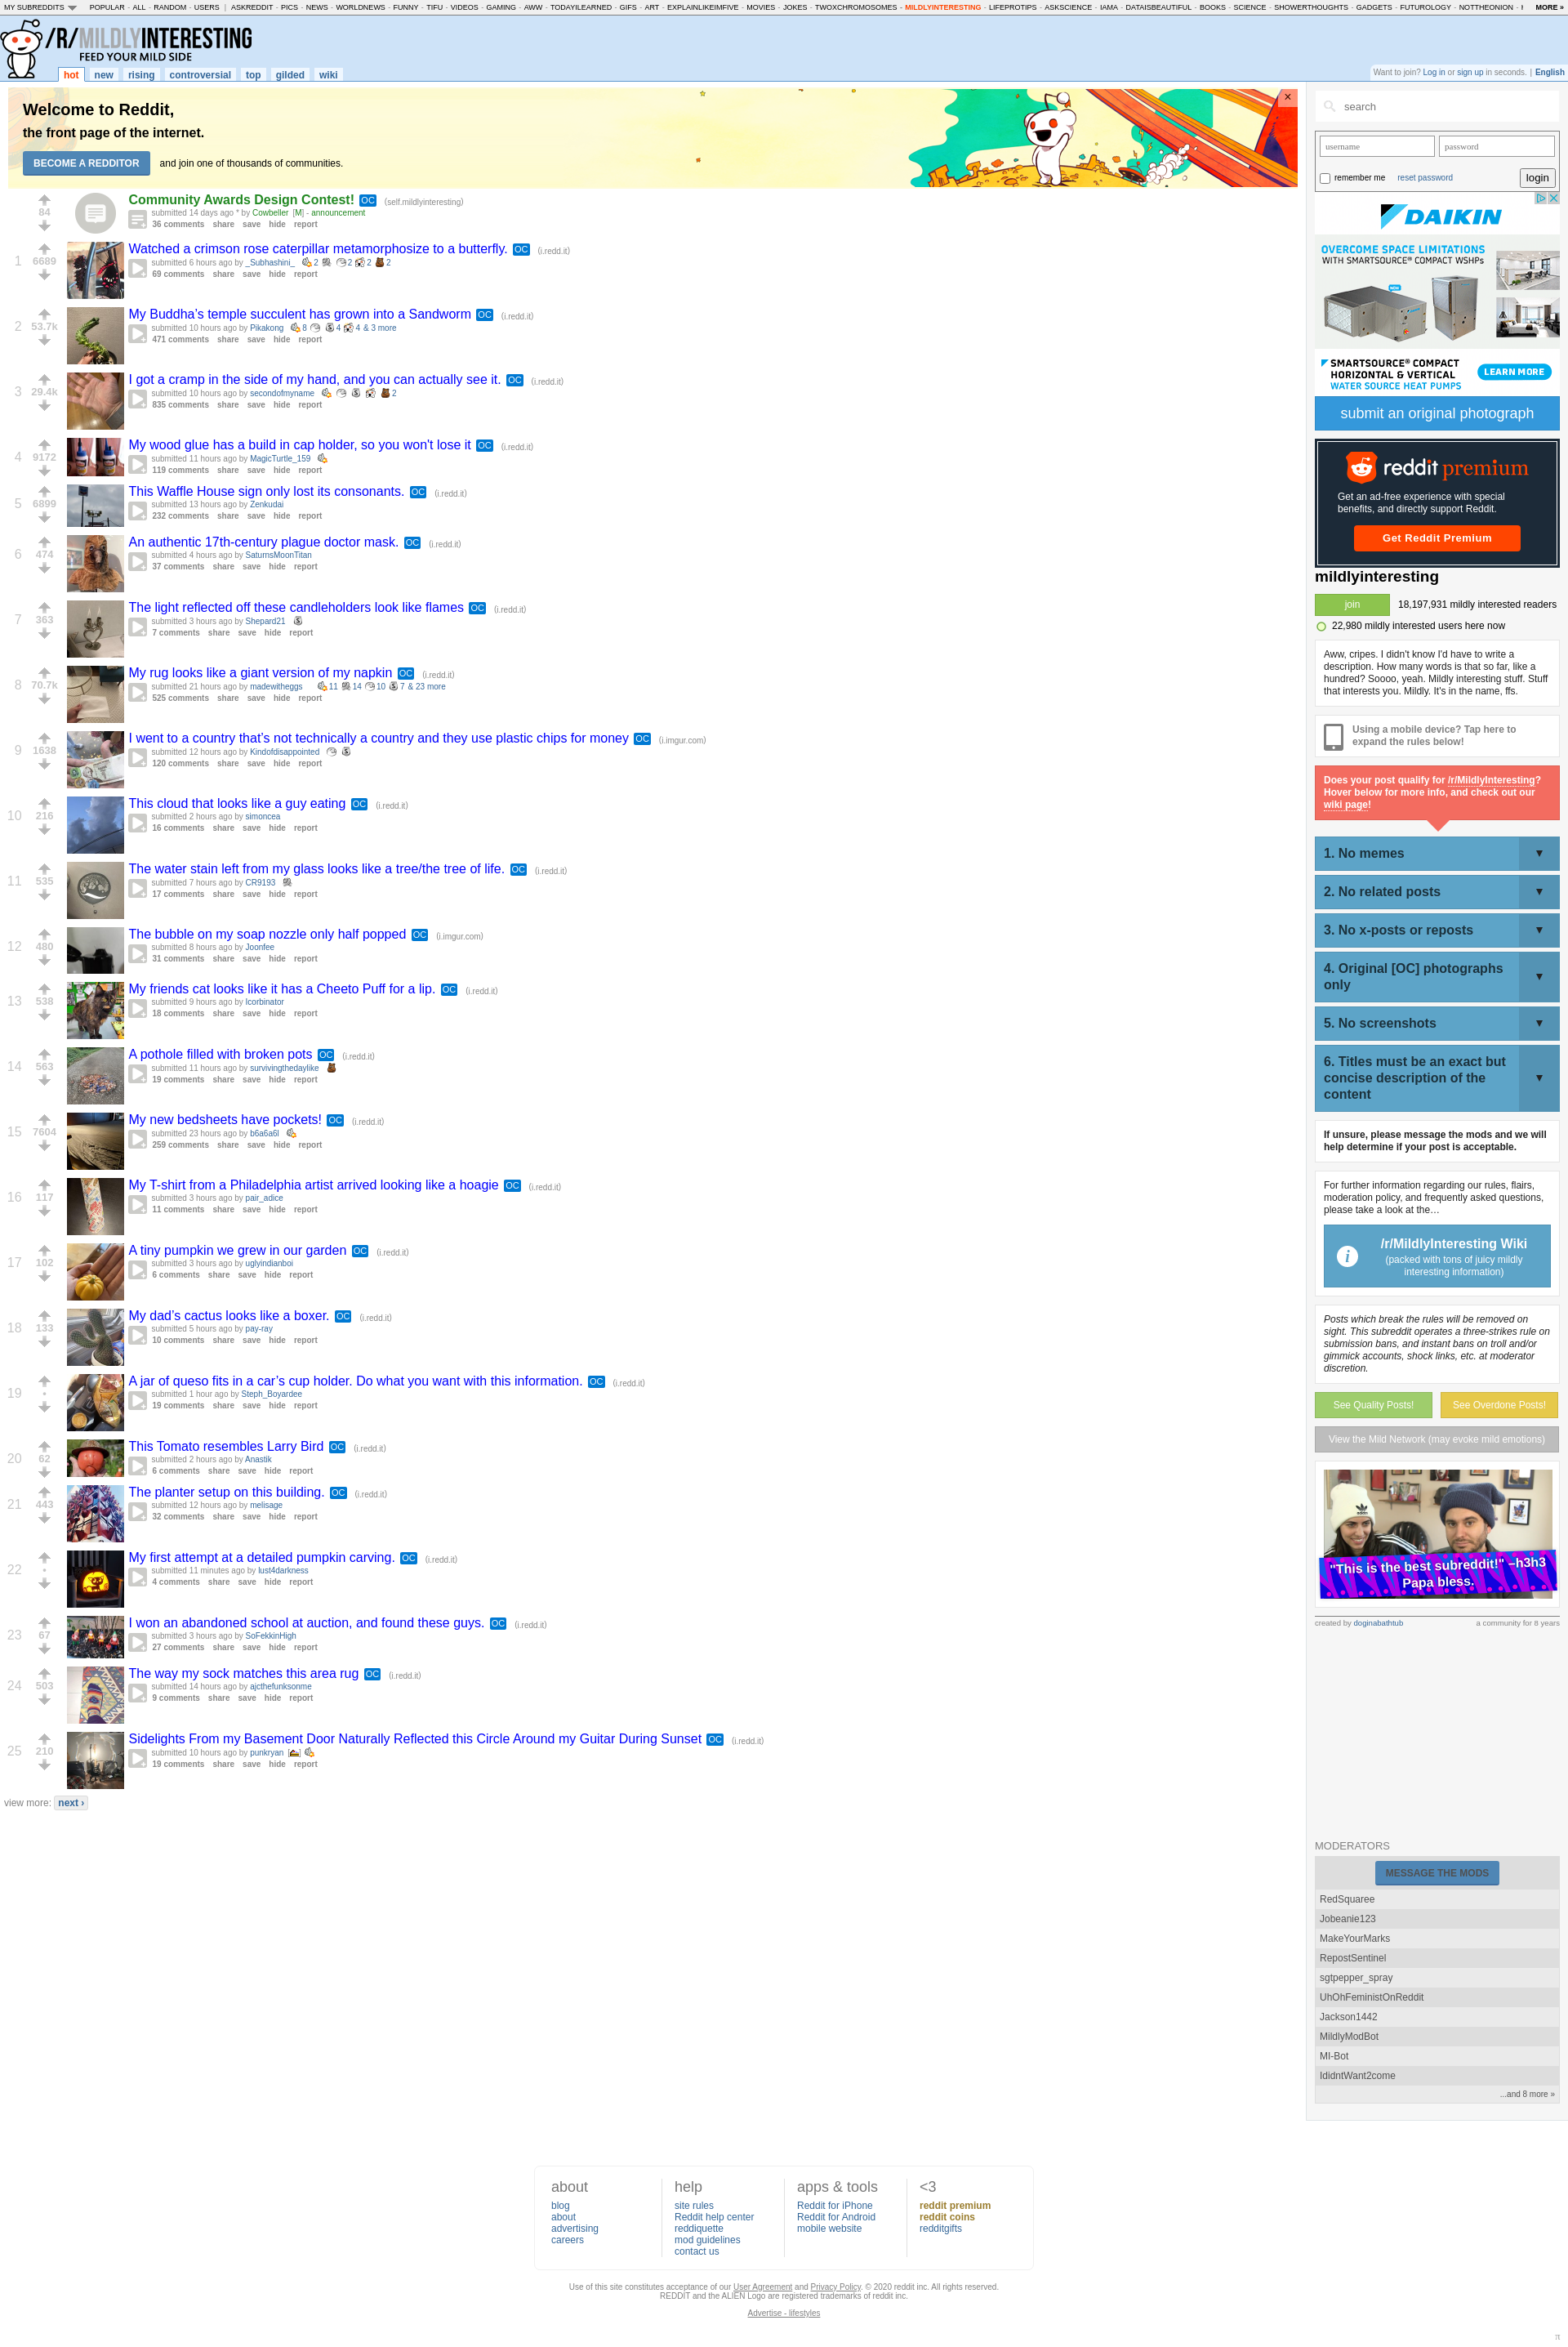 MY SUBREDDITS POPULAR - ALL - RANDOM - USERS | ASKREDDIT - PICS - NEWS - WORLDNEWS - FUNNY - TIFU - VIDEOS - GAMING - AWW - TODAYILEARNED - GIFS - ART - EXPLAINLIKEIMFIVE - MOVIES - JOKES - TWOXCHROMOSOMES - MILDLYINTERESTING - LIFEPROTIPS - ASKSCIENCE - IAMA - DATAISBEAUTIFUL - BOOKS - SCIENCE - SHOWERTHOUGHTS - GADGETS - FUTUROLOGY - NOTTHEONION - MORE »
/R/MILDLYINTERESTING
FEED YOUR MILD SIDE
hot new rising controversial top gilded wiki
Want to join? Log in or sign up in seconds. | English
Welcome to Reddit,
the front page of the internet.
BECOME A REDDITOR and join one of thousands of communities.
×
84
Community Awards Design Contest! OC (self.mildlyinteresting)
submitted 14 days ago * by Cowbeller [M] - announcement
36 comments share save hide report
1 6689
Watched a crimson rose caterpillar metamorphosize to a butterfly. OC (i.redd.it)
submitted 6 hours ago by _Subhashini_ 2 2 2 2
69 comments share save hide report
2 53.7k
My Buddha’s temple succulent has grown into a Sandworm OC (i.redd.it)
submitted 10 hours ago by Pikakong 8 4 4 & 3 more
471 comments share save hide report
3 29.4k
I got a cramp in the side of my hand, and you can actually see it. OC (i.redd.it)
submitted 10 hours ago by secondofmyname 2
835 comments share save hide report
4 9172
My wood glue has a build in cap holder, so you won't lose it OC (i.redd.it)
submitted 11 hours ago by MagicTurtle_159
119 comments share save hide report
5 6899
This Waffle House sign only lost its consonants. OC (i.redd.it)
submitted 13 hours ago by Zenkudai
232 comments share save hide report
6 474
An authentic 17th-century plague doctor mask. OC (i.redd.it)
submitted 4 hours ago by SaturnsMoonTitan
37 comments share save hide report
7 363
The light reflected off these candleholders look like flames OC (i.redd.it)
submitted 3 hours ago by Shepard21
7 comments share save hide report
8 70.7k
My rug looks like a giant version of my napkin OC (i.redd.it)
submitted 21 hours ago by madewitheggs 11 14 10 7 & 23 more
525 comments share save hide report
9 1638
I went to a country that’s not technically a country and they use plastic chips for money OC (i.imgur.com)
submitted 12 hours ago by Kindofdisappointed
120 comments share save hide report
10 216
This cloud that looks like a guy eating OC (i.redd.it)
submitted 2 hours ago by simoncea
16 comments share save hide report
11 535
The water stain left from my glass looks like a tree/the tree of life. OC (i.redd.it)
submitted 7 hours ago by CR9193
17 comments share save hide report
12 480
The bubble on my soap nozzle only half popped OC (i.imgur.com)
submitted 8 hours ago by Joonfee
31 comments share save hide report
13 538
My friends cat looks like it has a Cheeto Puff for a lip. OC (i.redd.it)
submitted 9 hours ago by Icorbinator
18 comments share save hide report
14 563
A pothole filled with broken pots OC (i.redd.it)
submitted 11 hours ago by survivingthedaylike
19 comments share save hide report
15 7604
My new bedsheets have pockets! OC (i.redd.it)
submitted 23 hours ago by b6a6a6l
259 comments share save hide report
16 117
My T-shirt from a Philadelphia artist arrived looking like a hoagie OC (i.redd.it)
submitted 3 hours ago by pair_adice
11 comments share save hide report
17 102
A tiny pumpkin we grew in our garden OC (i.redd.it)
submitted 3 hours ago by uglyindianboi
6 comments share save hide report
18 133
My dad’s cactus looks like a boxer. OC (i.redd.it)
submitted 5 hours ago by pay-ray
10 comments share save hide report
19 •
A jar of queso fits in a car’s cup holder. Do what you want with this information. OC (i.redd.it)
submitted 1 hour ago by Steph_Boyardee
19 comments share save hide report
20 62
This Tomato resembles Larry Bird OC (i.redd.it)
submitted 2 hours ago by Anastik
6 comments share save hide report
21 443
The planter setup on this building. OC (i.redd.it)
submitted 12 hours ago by melisage
32 comments share save hide report
22 •
My first attempt at a detailed pumpkin carving. OC (i.redd.it)
submitted 11 minutes ago by lust4darkness
4 comments share save hide report
23 67
I won an abandoned school at auction, and found these guys. OC (i.redd.it)
submitted 3 hours ago by SoFekkinHigh
27 comments share save hide report
24 503
The way my sock matches this area rug OC (i.redd.it)
submitted 14 hours ago by ajcthefunksonme
9 comments share save hide report
25 210
Sidelights From my Basement Door Naturally Reflected this Circle Around my Guitar During Sunset OC (i.redd.it)
submitted 10 hours ago by punkryan
19 comments share save hide report
view more: next ›
search
username password
remember me reset password login
DAIKIN
OVERCOME SPACE LIMITATIONS
WITH SMARTSOURCE® COMPACT WSHPs
NEW
SMARTSOURCE® COMPACT
HORIZONTAL & VERTICAL
WATER SOURCE HEAT PUMPS
LEARN MORE
submit an original photograph
reddit premium
Get an ad-free experience with special
benefits, and directly support Reddit.
Get Reddit Premium
mildlyinteresting
join 18,197,931 mildly interested readers
22,980 mildly interested users here now
Aww, cripes. I didn't know I'd have to write a
description. How many words is that so far, like a
hundred? Soooo, yeah. Mildly interesting stuff. Stuff
that interests you. Mildly. It's in the name, ffs.
Using a mobile device? Tap here to
expand the rules below!
Does your post qualify for /r/MildlyInteresting?
Hover below for more info, and check out our
wiki page!
1. No memes ▼
2. No related posts ▼
3. No x-posts or reposts ▼
4. Original [OC] photographs
only ▼
5. No screenshots ▼
6. Titles must be an exact but
concise description of the ▼
content
If unsure, please message the mods and we will
help determine if your post is acceptable.
For further information regarding our rules, flairs,
moderation policy, and frequently asked questions,
please take a look at the…
i
/r/MildlyInteresting Wiki
(packed with tons of juicy mildly
interesting information)
Posts which break the rules will be removed on
sight. This subreddit operates a three-strikes rule on
submission bans, and instant bans on troll and/or
gimmick accounts, shock links, etc. at moderator
discretion.
See Quality Posts! See Overdone Posts!
View the Mild Network (may evoke mild emotions)
"This is the best subreddit!" –h3h3
Papa bless.
created by doginabathtub a community for 8 years
MODERATORS
MESSAGE THE MODS
RedSquaree
Jobeanie123
MakeYourMarks
RepostSentinel
sgtpepper_spray
UhOhFeministOnReddit
Jackson1442
MildlyModBot
MI-Bot
IdidntWant2come
...and 8 more »
about
blog
about
advertising
careers
help
site rules
Reddit help center
reddiquette
mod guidelines
contact us
apps & tools
Reddit for iPhone
Reddit for Android
mobile website
<3
reddit premium
reddit coins
redditgifts
Use of this site constitutes acceptance of our User Agreement and Privacy Policy. © 2020 reddit inc. All rights reserved.
REDDIT and the ALIEN Logo are registered trademarks of reddit inc.
Advertise - lifestyles
π